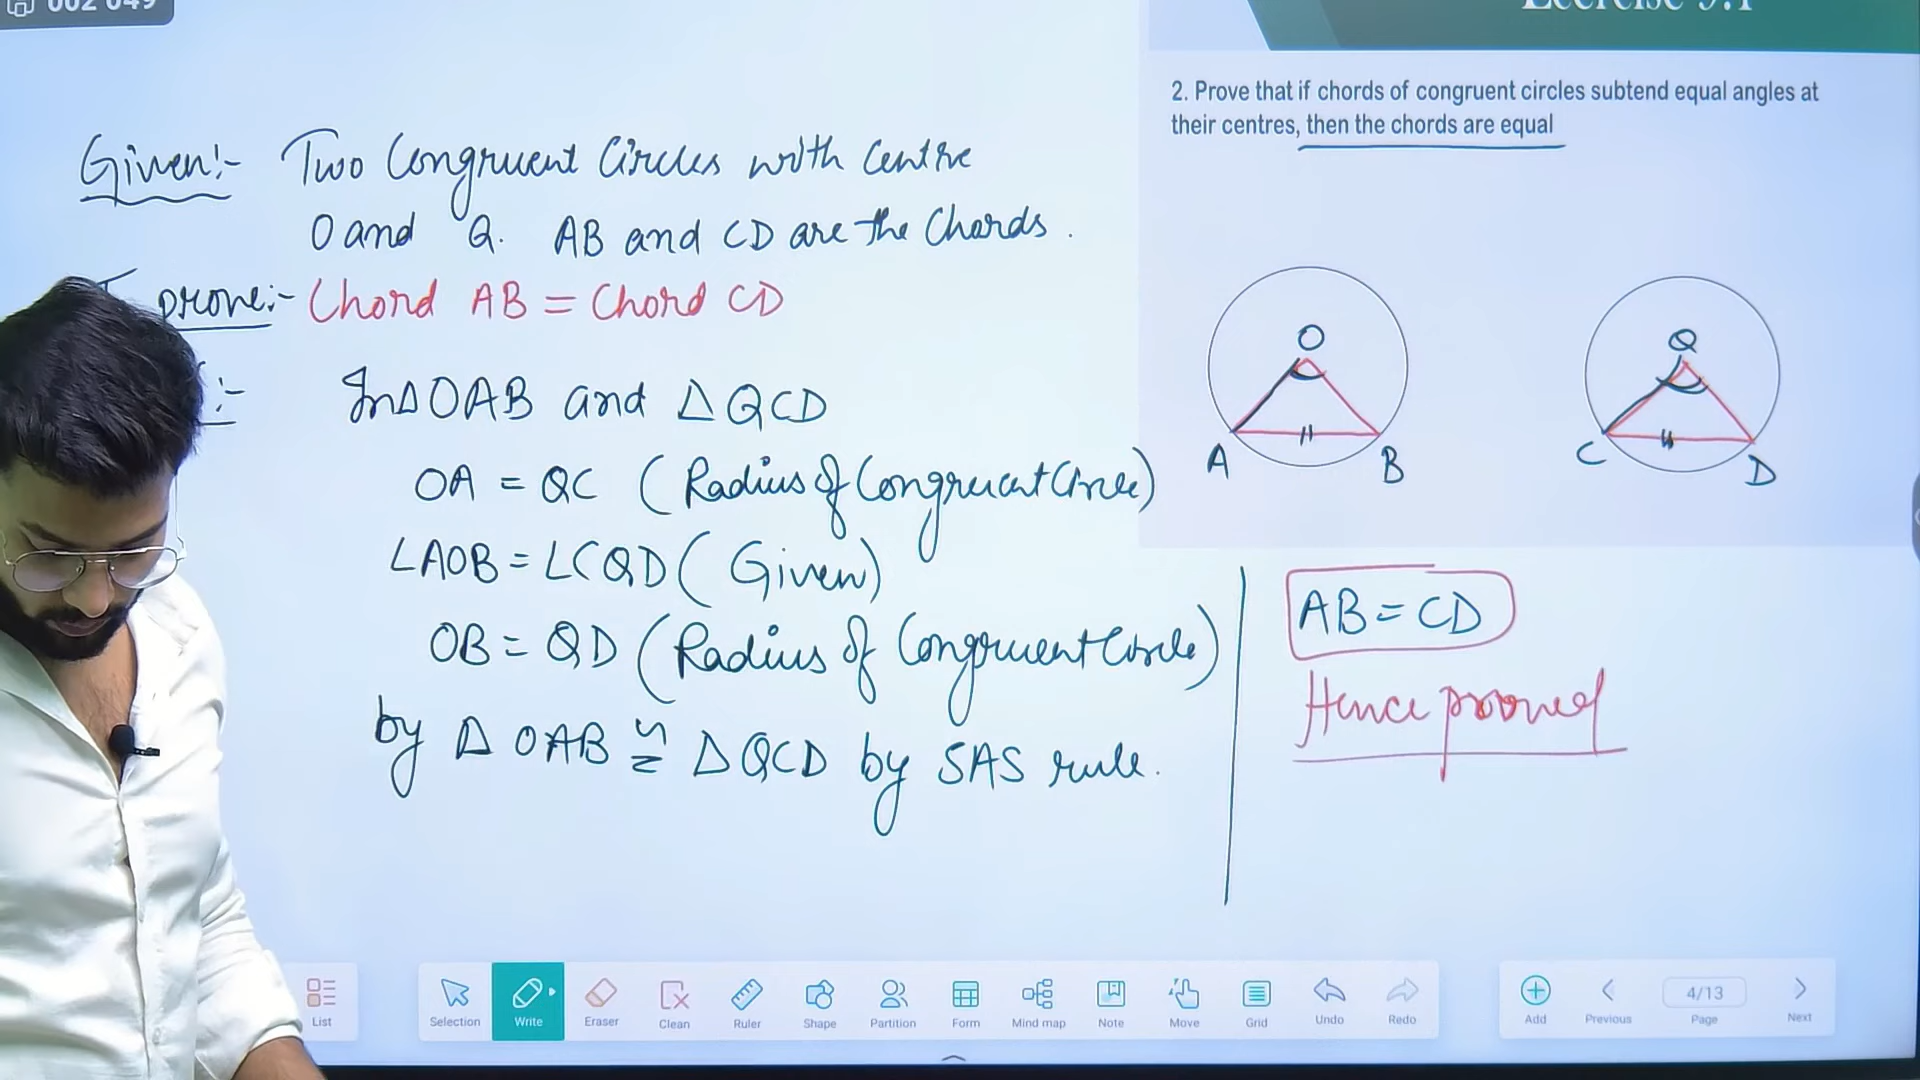 002 049
Exercise 9.1
2. Prove that if chords of congruent circles subtend equal angles at
their centres, then the chords are equal
Given:- Two Congruent Circles with Centre
O and Q. AB and CD are the Chords.
prove:- Chord AB = Chord CD
:- In Δ OAB and Δ QCD
OA = QC (Radius of Congruent Circle)
∠AOB = ∠CQD (Given)
OB = QD (Radius of Congruent Circle)
by Δ OAB ≅ Δ QCD by SAS rule.
AB = CD
Hence prooved
O
A
B
Q
C
D
List
Selection
Write
Eraser
Clean
Ruler
Shape
Partition
Form
Mind map
Note
Move
Grid
Undo
Redo
Add
Previous
4/13
Page
Next